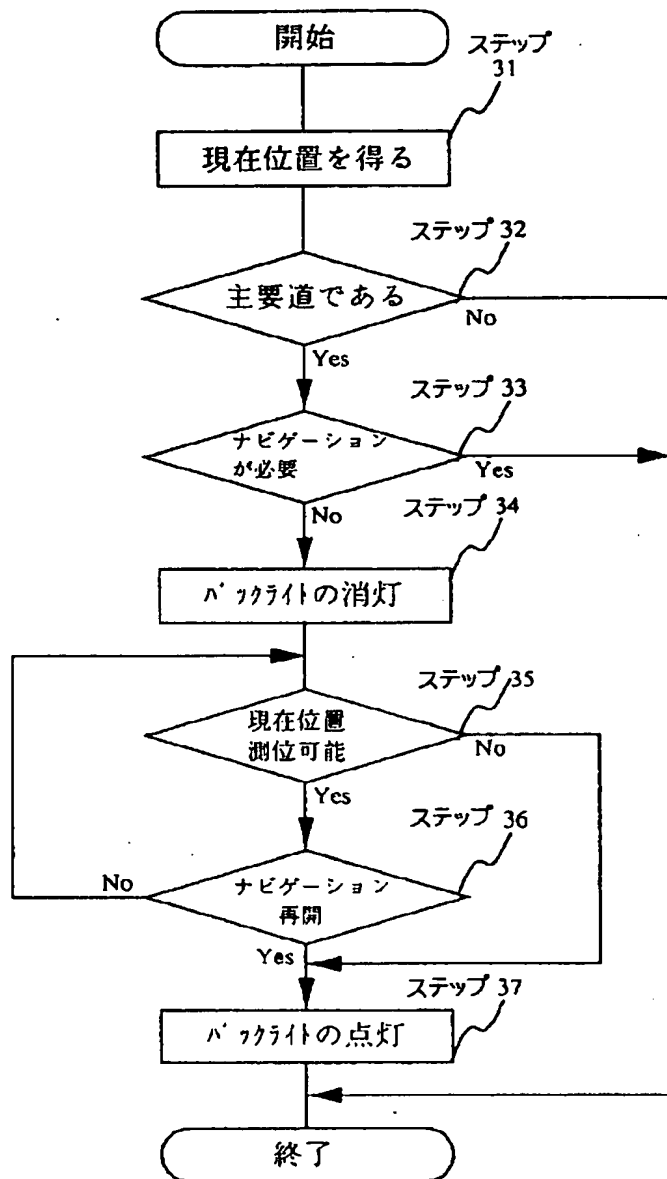 開始
ステップ
31
現在位置を得る
ステップ 32
主要道である
No
Yes
ステップ 33
ナビゲーション
が必要
Yes
No
ステップ 34
バックライトの消灯
ステップ 35
現在位置
測位可能
No
Yes
ステップ 36
ナビゲーション
再開
No
Yes
ステップ 37
バックライトの点灯
終了